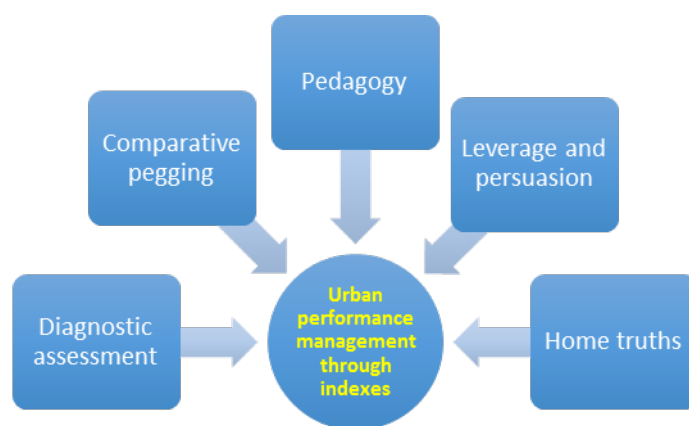 Pedagogy
Comparative
pegging
Leverage and
persuasion
Diagnostic
assessment
Urban
performance
management
through
indexes
Home truths